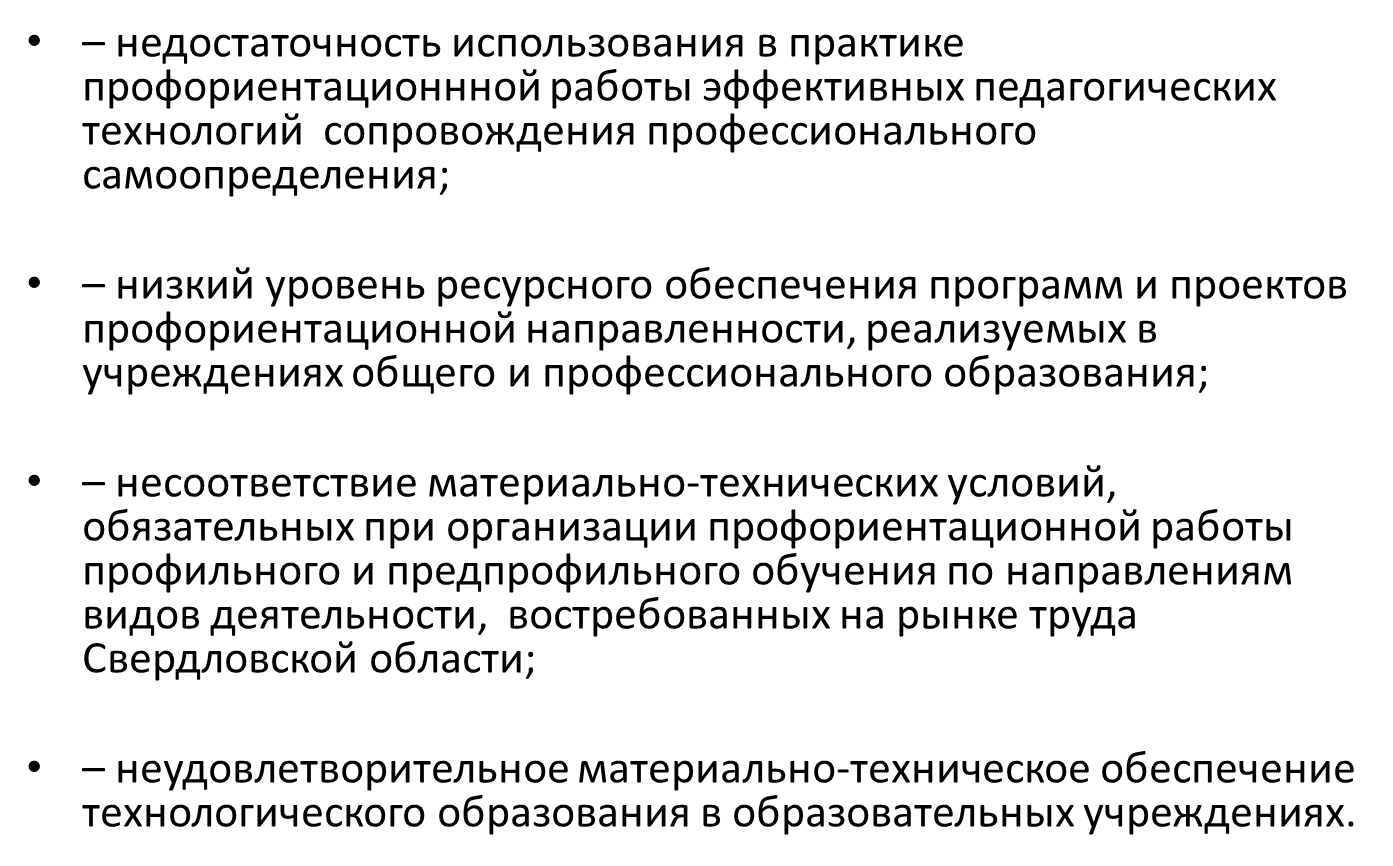 • – недостаточность использования в практике
профориентационнной работы эффективных педагогических
технологий  сопровождения профессионального
самоопределения;
• – низкий уровень ресурсного обеспечения программ и проектов
профориентационной направленности, реализуемых в
учреждениях общего и профессионального образования;
• – несоответствие материально-технических условий,
обязательных при организации профориентационной работы
профильного и предпрофильного обучения по направлениям
видов деятельности,  востребованных на рынке труда
Свердловской области;
• – неудовлетворительное материально-техническое обеспечение
технологического образования в образовательных учреждениях.